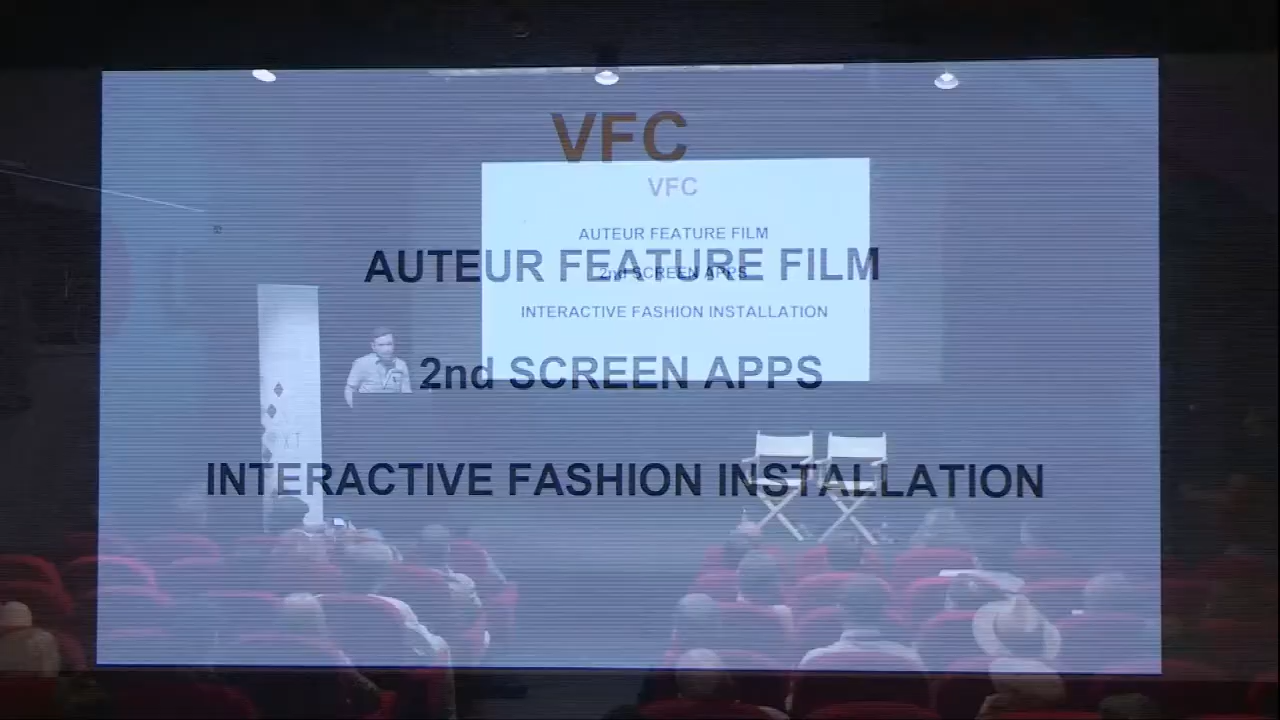 VFC
AUTEUR FEATURE FILM
2nd SCREEN APPS
INTERACTIVE FASHION INSTALLATION
VFC
AUTEUR FEATURE FILM
2nd SCREEN APPS
INTERACTIVE FASHION INSTALLATION